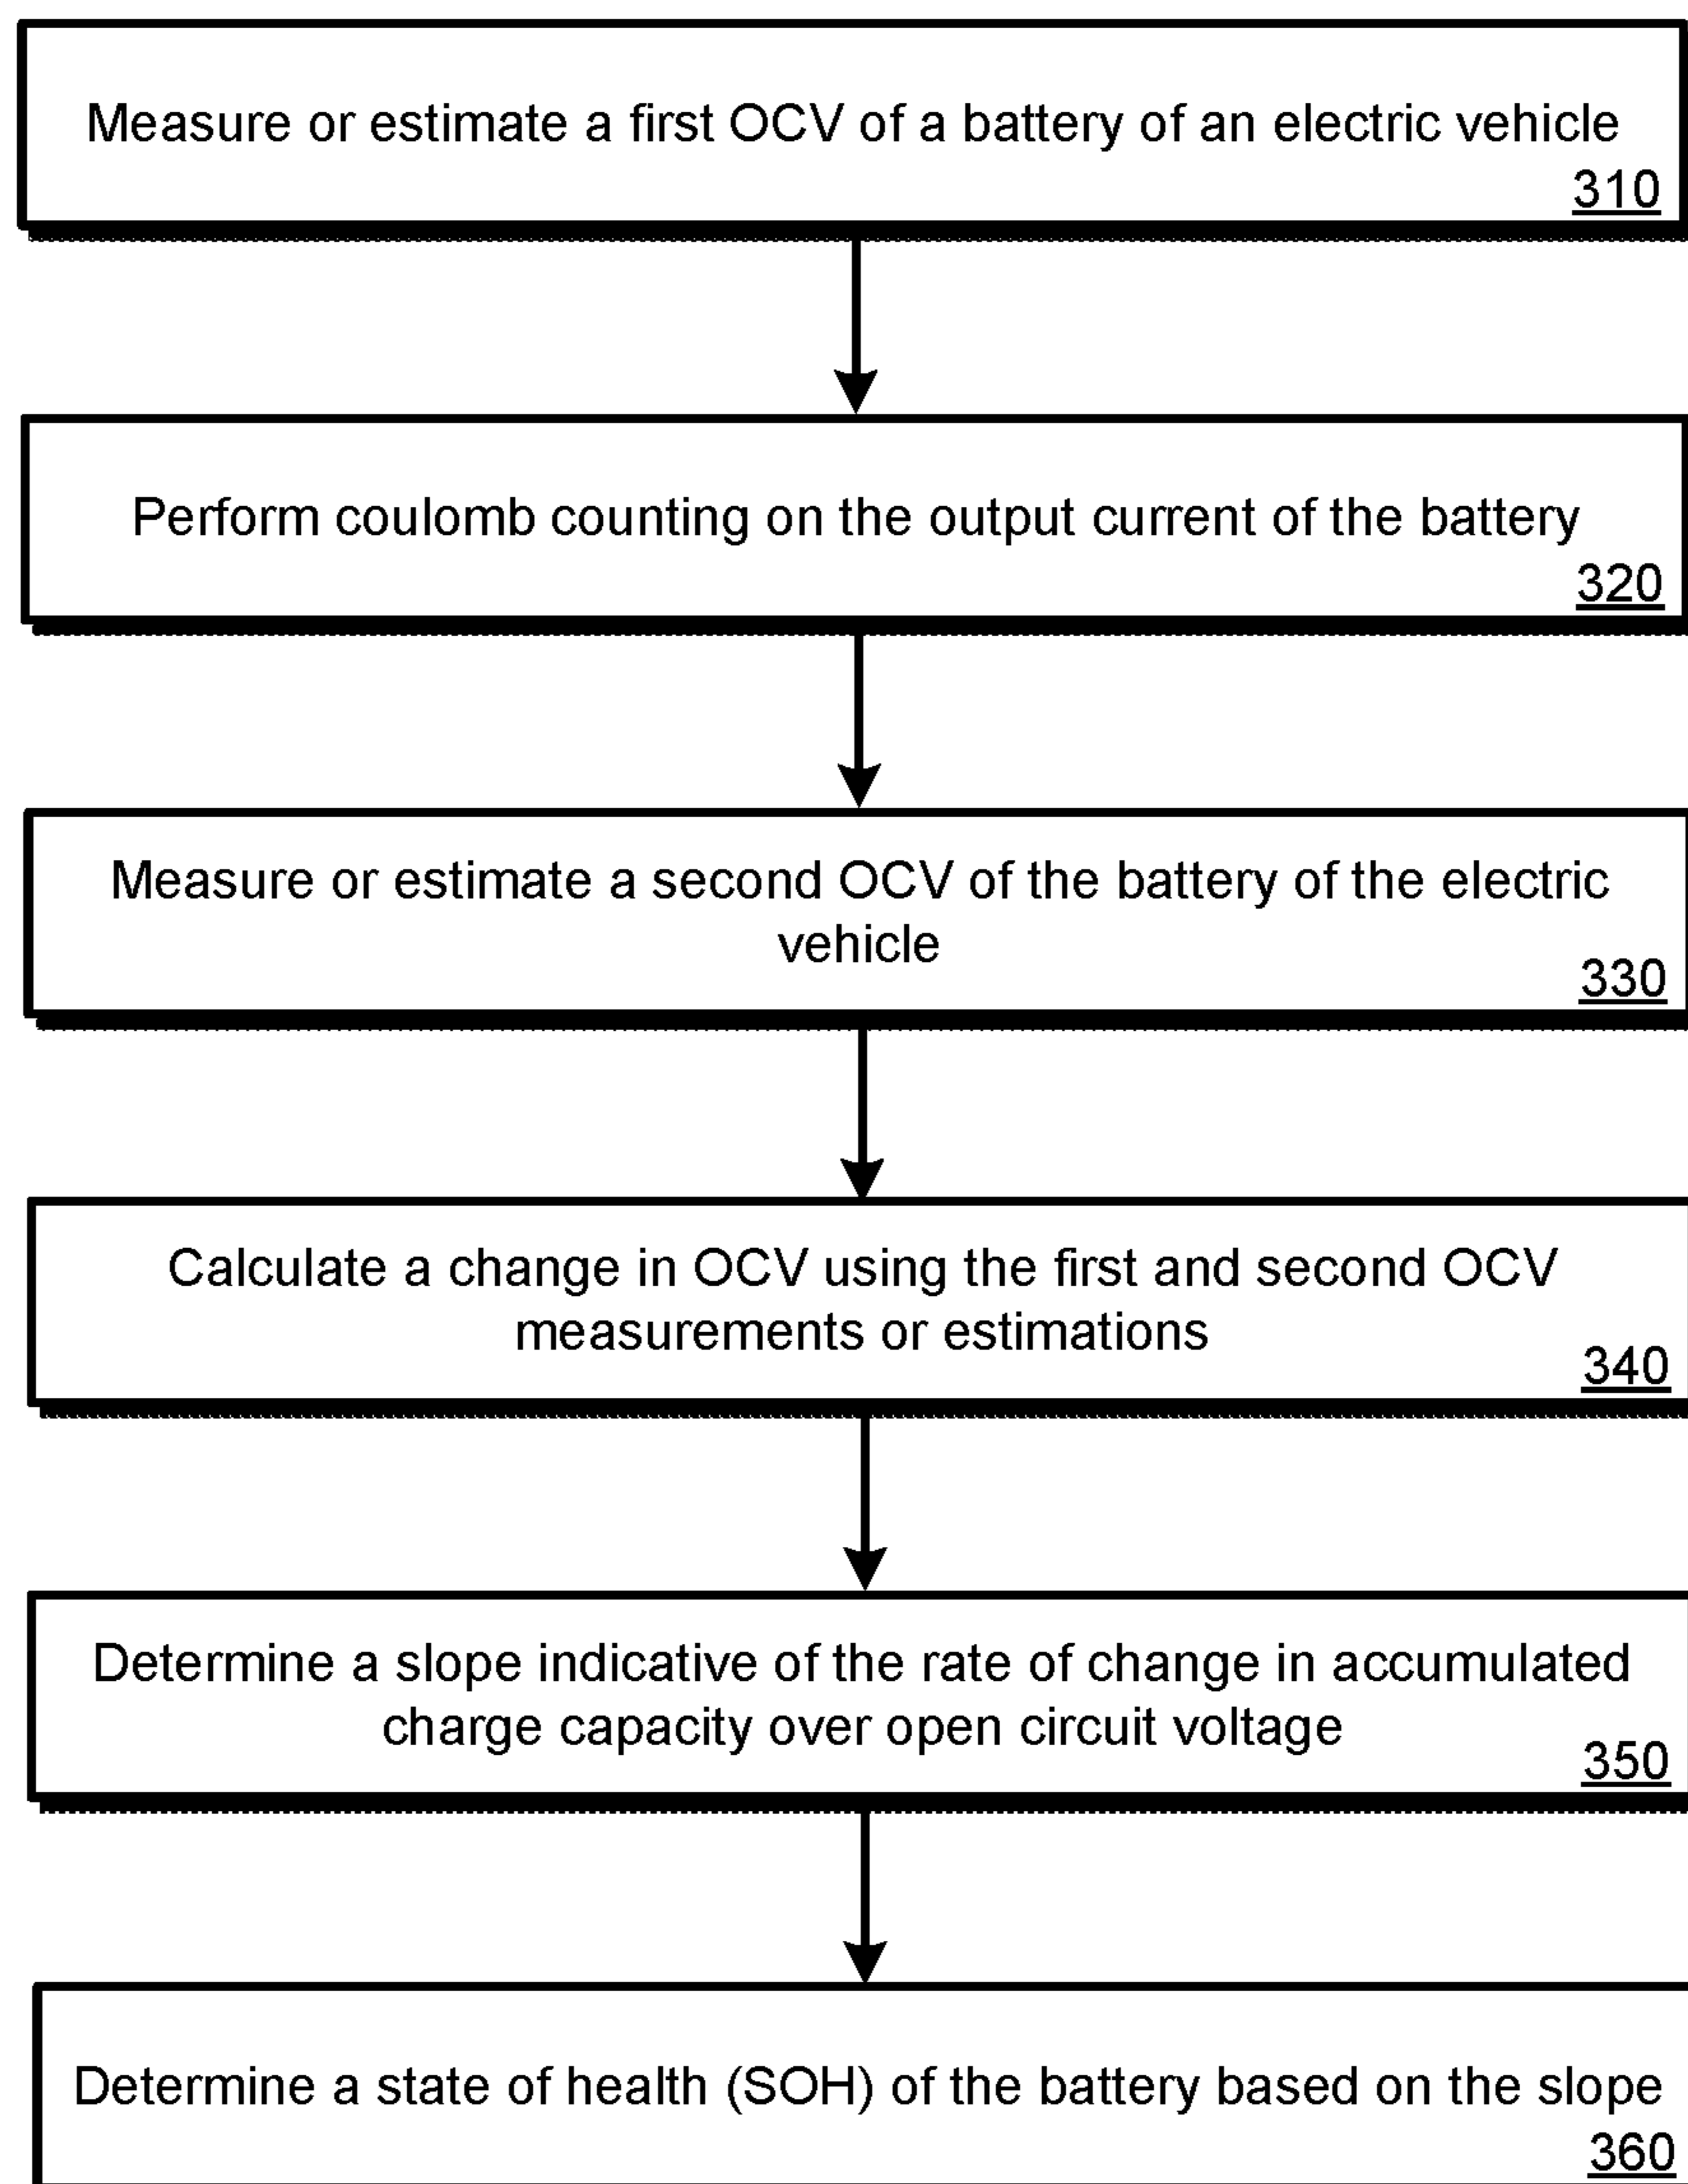 Measure or estimate a first OCV of a battery of an electric vehicle
310
Perform coulomb counting on the output current of the battery
320
Measure or estimate a second OCV of the battery of the electric
vehicle
330
Calculate a change in OCV using the first and second OCV
measurements or estimations
340
Determine a slope indicative of the rate of change in accumulated
charge capacity over open circuit voltage
350
Determine a state of health (SOH) of the battery based on the slope
360